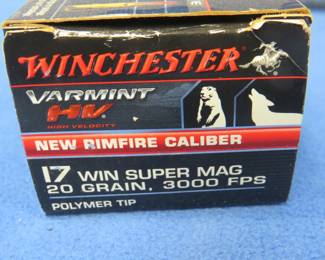 WINCHESTER
VARMINT
HV
HIGH VELOCITY
NEW RIMFIRE CALIBER
17 WIN SUPER MAG
20 GRAIN, 3000 FPS
POLYMER TIP